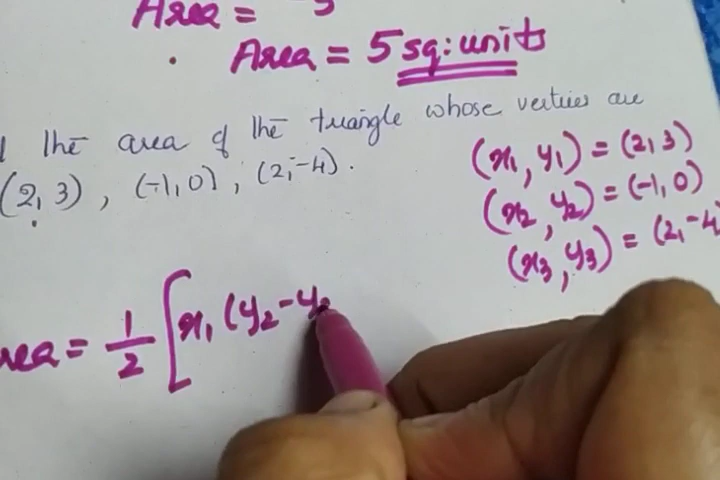 Area =
Area = 5 sq: units
the area of the triangle whose vertices are
(2, 3), (-1, 0), (2, -4).
(x1, y1) = (2, 3)
(x2, y2) = (-1, 0)
(x3, y3) = (2, -4
= 1/2 [x1 (y2 - y